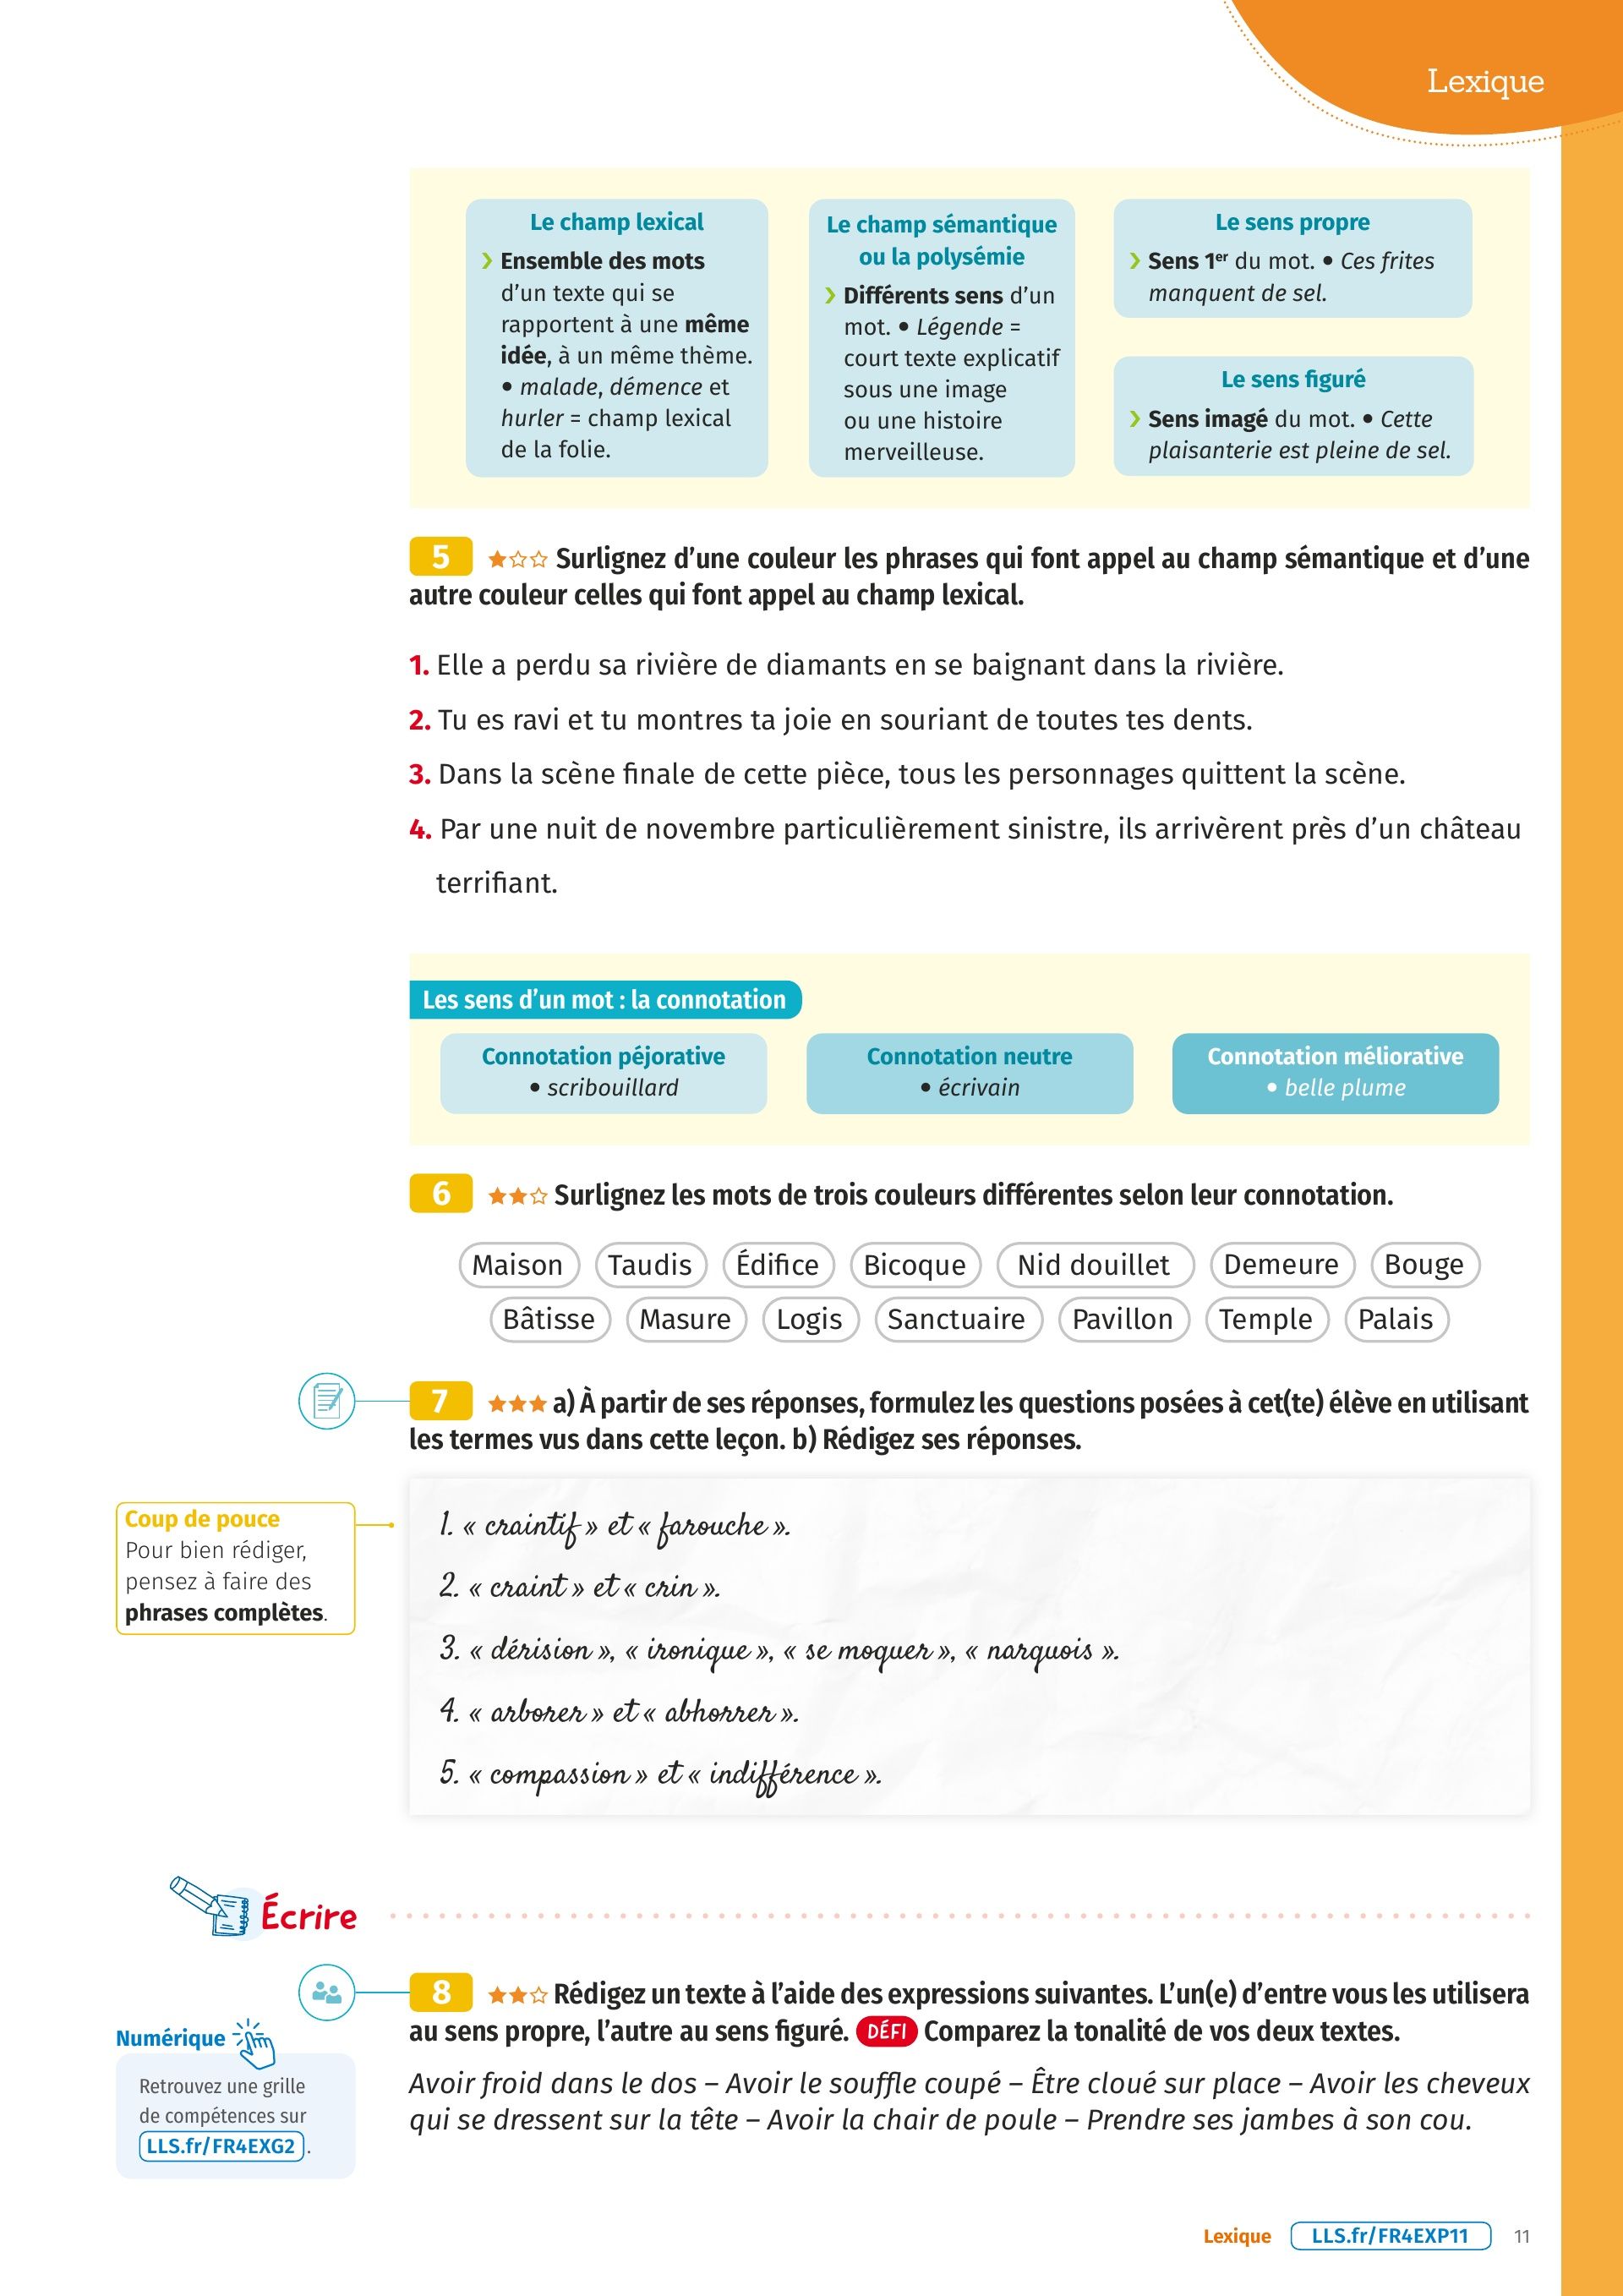 Lexique
Le champ lexical
› Ensemble des mots
d’un texte qui se
rapportent à une même
idée, à un même thème.
• malade, démence et
hurler = champ lexical
de la folie.
Le champ sémantique
ou la polysémie
› Différents sens d’un
mot. • Légende =
court texte explicatif
sous une image
ou une histoire
merveilleuse.
Le sens propre
› Sens 1er du mot. • Ces frites
manquent de sel.
Le sens figuré
› Sens imagé du mot. • Cette
plaisanterie est pleine de sel.
5 ★☆☆ Surlignez d’une couleur les phrases qui font appel au champ sémantique et d’une
autre couleur celles qui font appel au champ lexical.
1. Elle a perdu sa rivière de diamants en se baignant dans la rivière.
2. Tu es ravi et tu montres ta joie en souriant de toutes tes dents.
3. Dans la scène finale de cette pièce, tous les personnages quittent la scène.
4. Par une nuit de novembre particulièrement sinistre, ils arrivèrent près d’un château
terrifiant.
Les sens d’un mot : la connotation
Connotation péjorative
• scribouillard
Connotation neutre
• écrivain
Connotation méliorative
• belle plume
6 ★★☆ Surlignez les mots de trois couleurs différentes selon leur connotation.
Maison Taudis Édifice Bicoque Nid douillet Demeure Bouge
Bâtisse Masure Logis Sanctuaire Pavillon Temple Palais
7 ★★★ a) À partir de ses réponses, formulez les questions posées à cet(te) élève en utilisant
les termes vus dans cette leçon. b) Rédigez ses réponses.
Coup de pouce
Pour bien rédiger,
pensez à faire des
phrases complètes.
1. « craintif » et « farouche ».
2. « craint » et « crin ».
3. « dérision », « ironique », « se moquer », « narquois ».
4. « arborer » et « abhorrer ».
5. « compassion » et « indifférence ».
Écrire
8 ★★☆ Rédigez un texte à l’aide des expressions suivantes. L’un(e) d’entre vous les utilisera
au sens propre, l’autre au sens figuré. DÉFI Comparez la tonalité de vos deux textes.
Avoir froid dans le dos – Avoir le souffle coupé – Être cloué sur place – Avoir les cheveux
qui se dressent sur la tête – Avoir la chair de poule – Prendre ses jambes à son cou.
Numérique
Retrouvez une grille
de compétences sur
LLS.fr/FR4EXG2 .
Lexique LLS.fr/FR4EXP11 11